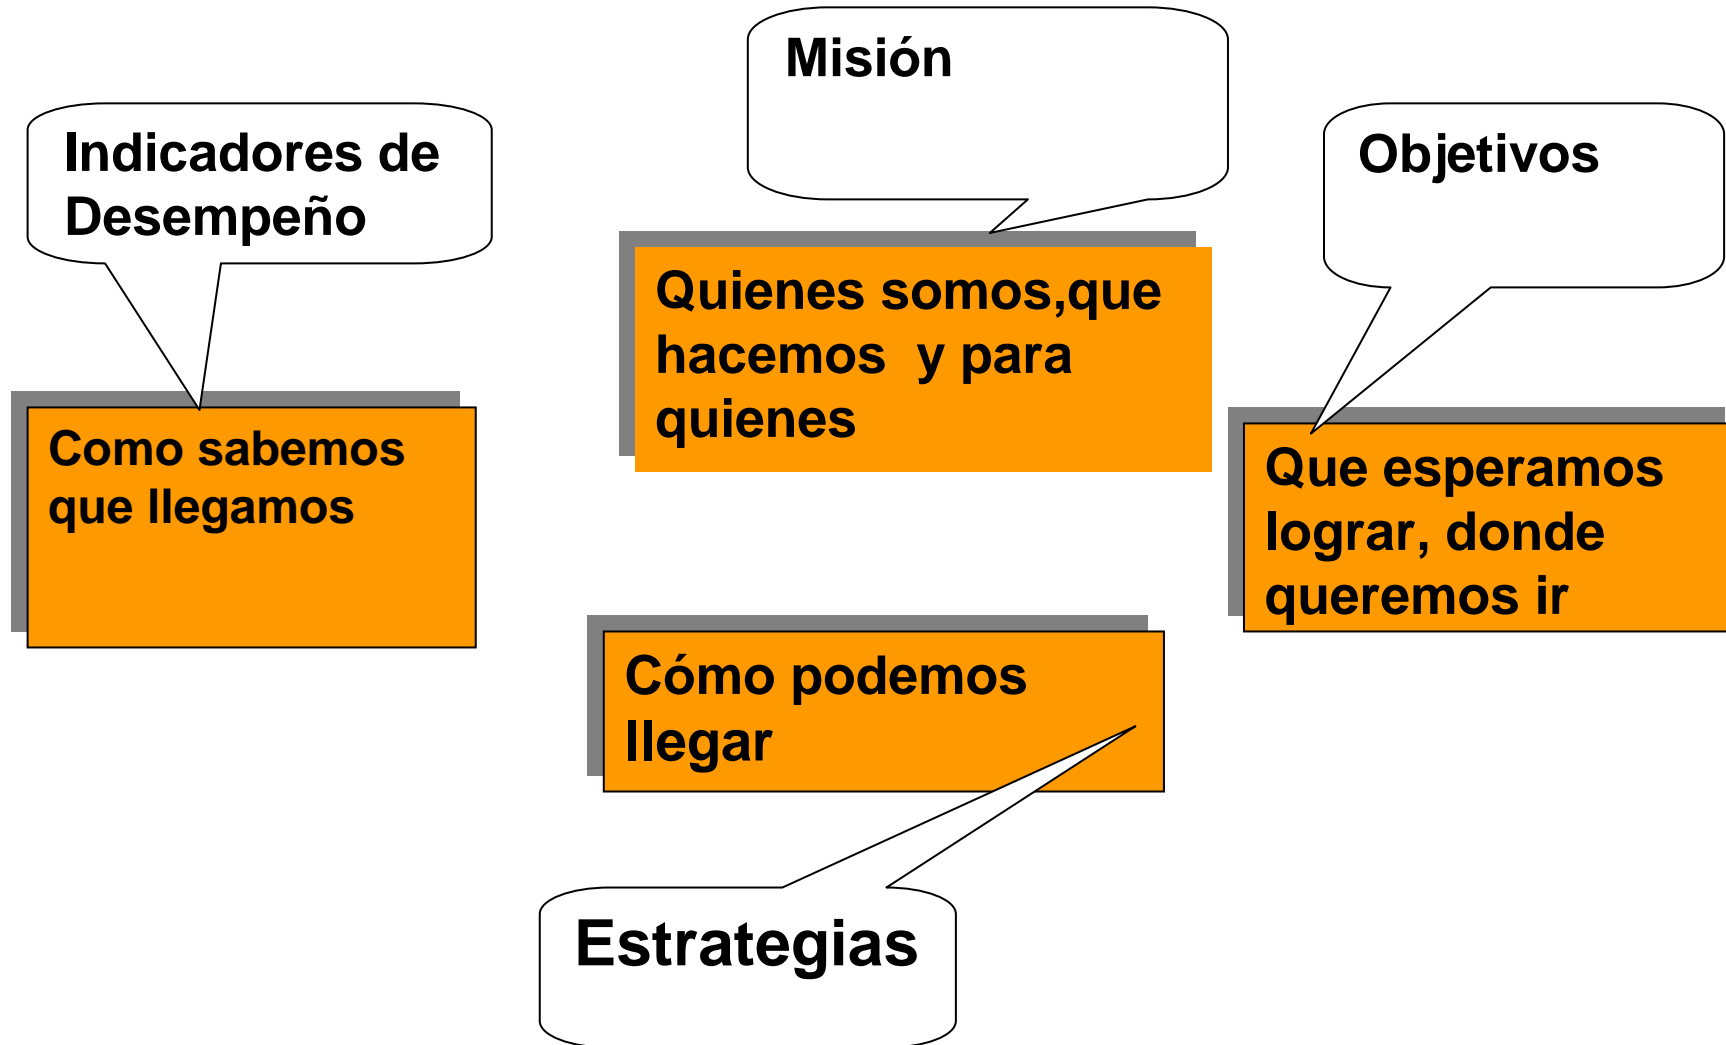 Misión
Indicadores de
Desempeño
Objetivos
Quienes somos,que
hacemos  y para
quienes
Como sabemos
que llegamos
Que esperamos
lograr, donde
queremos ir
Cómo podemos
llegar
Estrategias